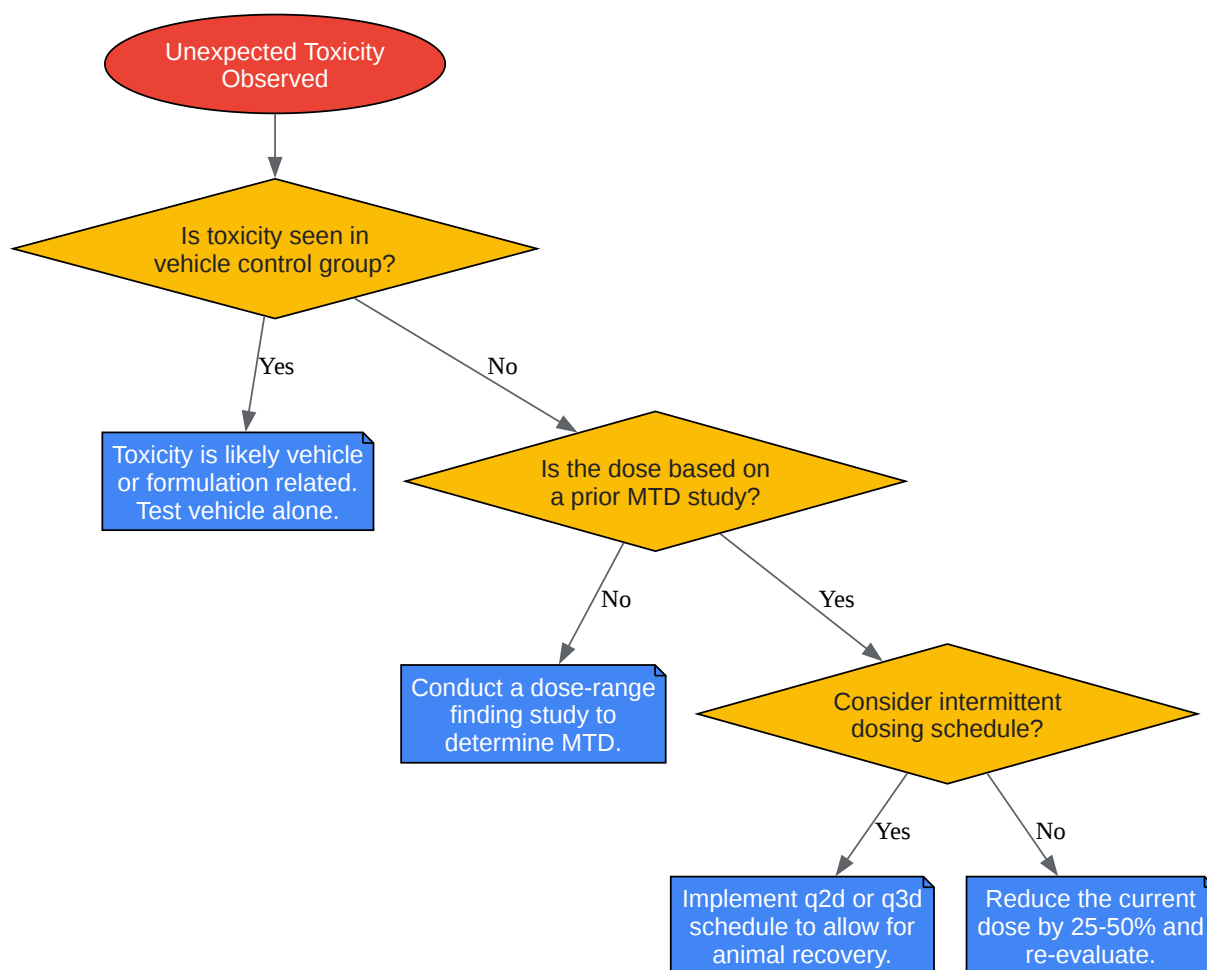 Unexpected Toxicity
Observed
Is toxicity seen in
vehicle control group?
Yes
No
Toxicity is likely vehicle
or formulation related.
Test vehicle alone.
Is the dose based on
a prior MTD study?
No
Yes
Conduct a dose-range
finding study to
determine MTD.
Consider intermittent
dosing schedule?
Yes
No
Implement q2d or q3d
schedule to allow for
animal recovery.
Reduce the current
dose by 25-50% and
re-evaluate.